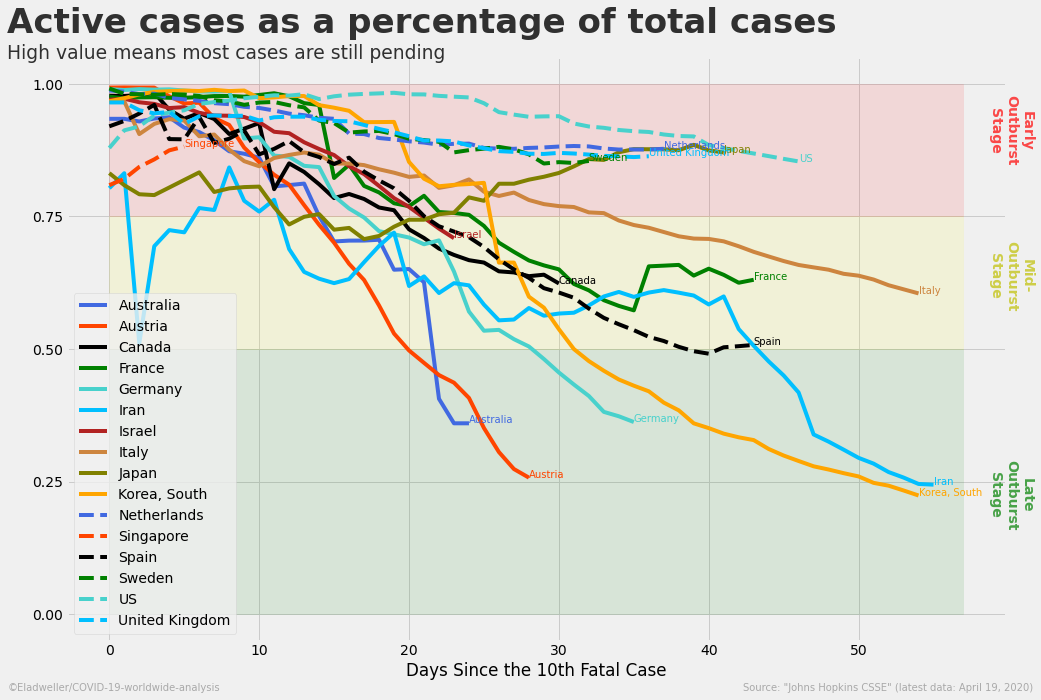 Active cases as a percentage of total cases
High value means most cases are still pending
1.00
0.75
0.50
0.25
0.00
Early
Outburst
Stage
Mid-
Outburst
Stage
Late
Outburst
Stage
Singapore
Netherlands
United Kingdom
Japan
Sweden
US
Israel
Canada
France
Italy
Spain
Australia
Germany
Austria
Iran
Korea, South
Australia
Austria
Canada
France
Germany
Iran
Israel
Italy
Japan
Korea, South
Netherlands
Singapore
Spain
Sweden
US
United Kingdom
0
10
20
30
40
50
Days Since the 10th Fatal Case
©Eladweller/COVID-19-worldwide-analysis
Source: "Johns Hopkins CSSE" (latest data: April 19, 2020)